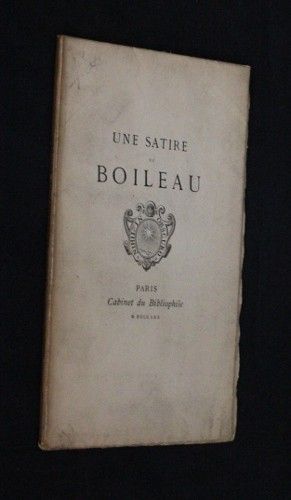 UNE SATIRE
DE
BOILEAU
PARIS
Cabinet du Bibliophile